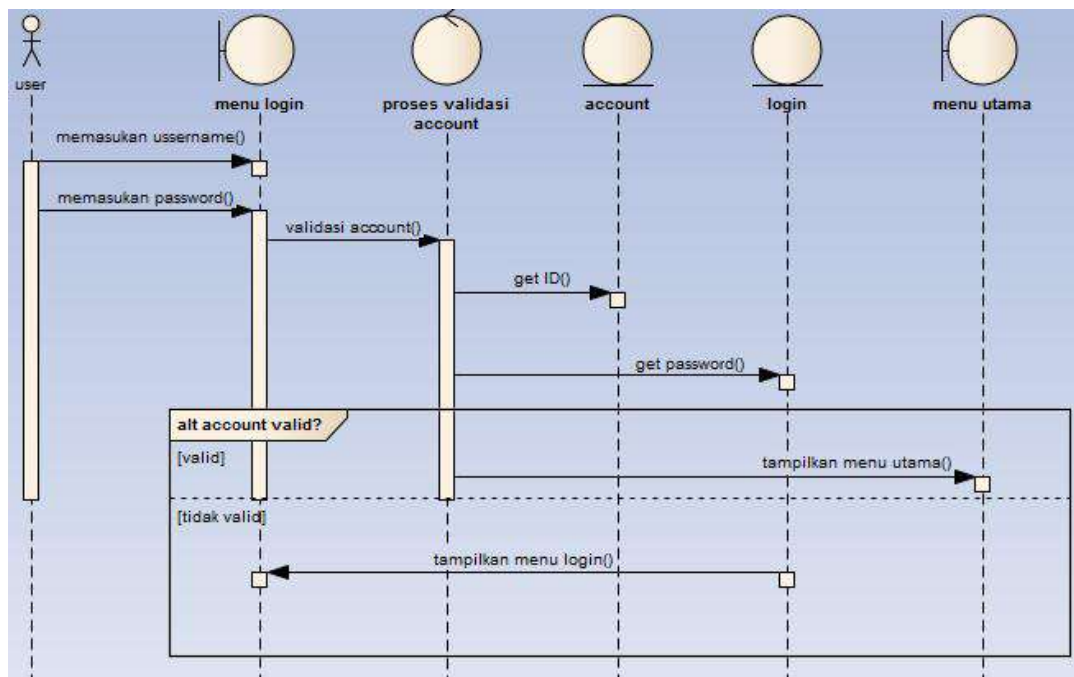 user
menu login
proses validasi
account
account
login
menu utama
memasukan ussername()
memasukan password()
validasi account()
get ID()
get password()
alt account valid?
[valid]
tampilkan menu utama()
[tidak valid]
tampilkan menu login()